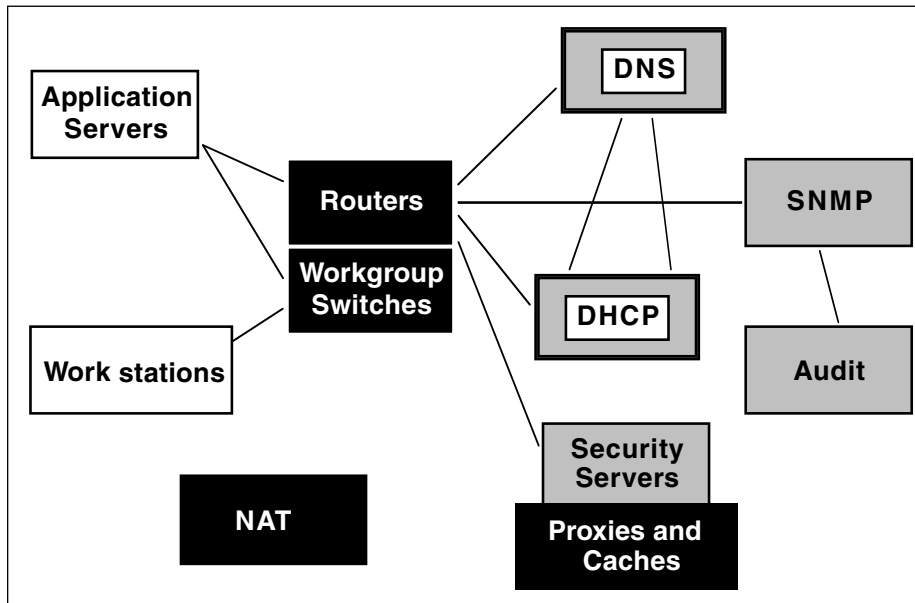 Application
Servers
DNS
Routers
SNMP
Workgroup
Switches
DHCP
Work stations
Audit
Security
Servers
NAT
Proxies and
Caches